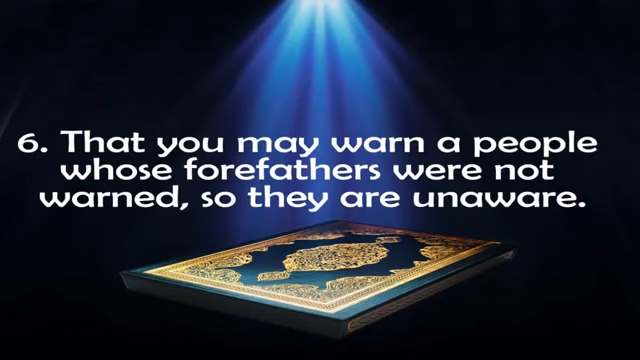 6. That you may warn a people
whose forefathers were not
warned, so they are unaware.